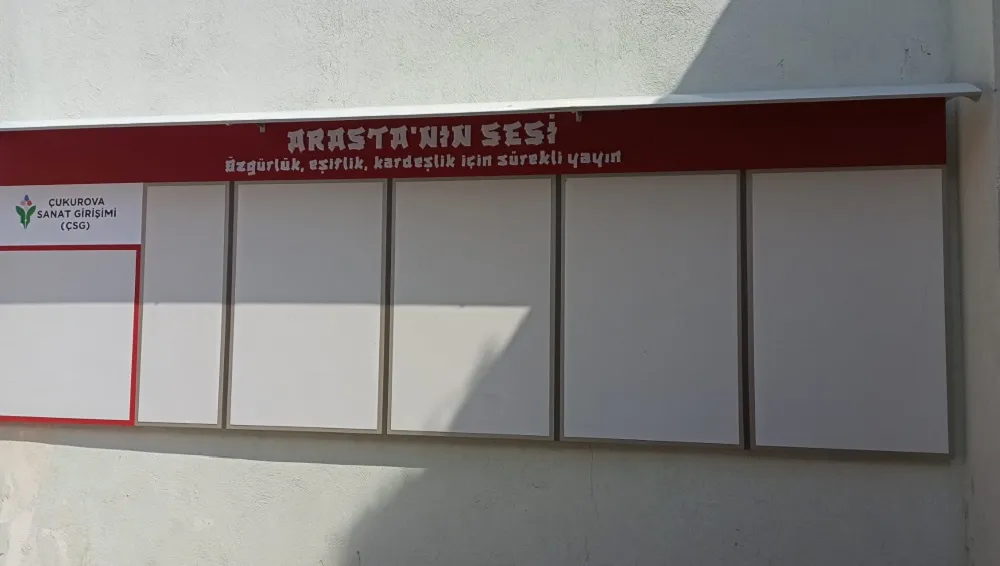 ARASTA'NIN SESİ
Özgürlük, eşitlik, kardeşlik için sürekli yayın
ÇUKUROVA
SANAT GİRİŞİMİ
(ÇSG)